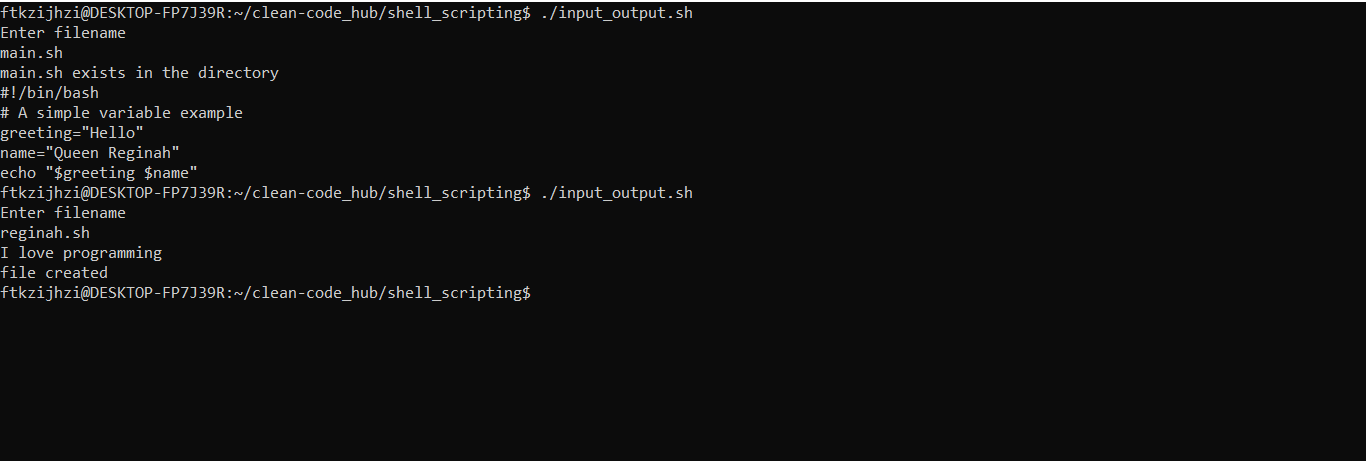 ftkzijhzi@DESKTOP-FP7J39R:~/clean-code_hub/shell_scripting$ ./input_output.sh
Enter filename
main.sh
main.sh exists in the directory
#!/bin/bash
# A simple variable example
greeting="Hello"
name="Queen Reginah"
echo "$greeting $name"
ftkzijhzi@DESKTOP-FP7J39R:~/clean-code_hub/shell_scripting$ ./input_output.sh
Enter filename
reginah.sh
I love programming
file created
ftkzijhzi@DESKTOP-FP7J39R:~/clean-code_hub/shell_scripting$